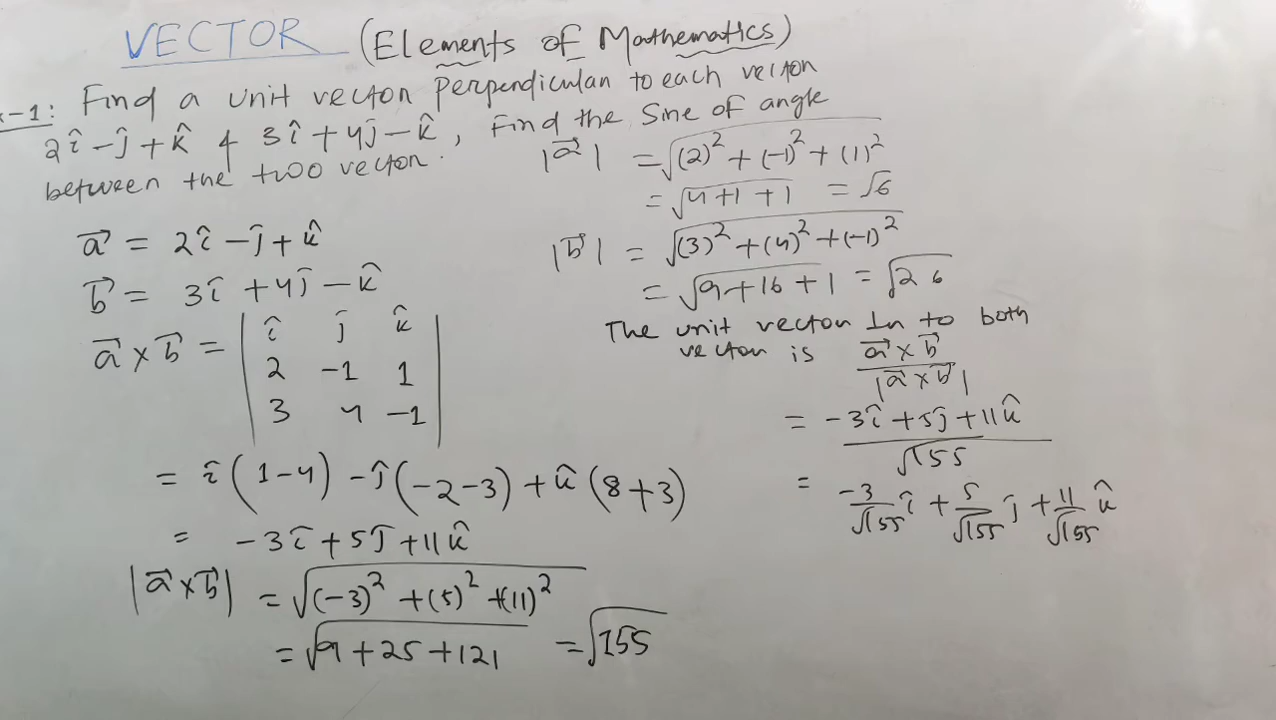 VECTOR (Elements of Mathematics)
x-1: Find a unit vector perpendicular to each vector
2î - ĵ + k̂ & 3î + 4ĵ - k̂, Find the Sine of angle
between the two vector.
|a⃗| = √(2)² + (-1)² + (1)²
= √4+1+1 = √6
a⃗ = 2î - ĵ + k̂
|b⃗| = √(3)² + (4)² + (-1)²
b⃗ = 3î + 4ĵ - k̂
= √9+16+1 = √26
a⃗ × b⃗ = | î ĵ k̂
2 -1 1
3 4 -1 |
= î(1-4) - ĵ(-2-3) + k̂(8+3)
= -3î + 5ĵ + 11k̂
|a⃗×b⃗| = √(-3)² + (5)² + (11)²
= √9 + 25 + 121 = √155
The unit vector ⊥n to both
vector is a⃗ × b⃗ / |a⃗ × b⃗|
= -3î + 5ĵ + 11k̂ / √155
= -3/√155 î + 5/√155 ĵ + 11/√155 k̂